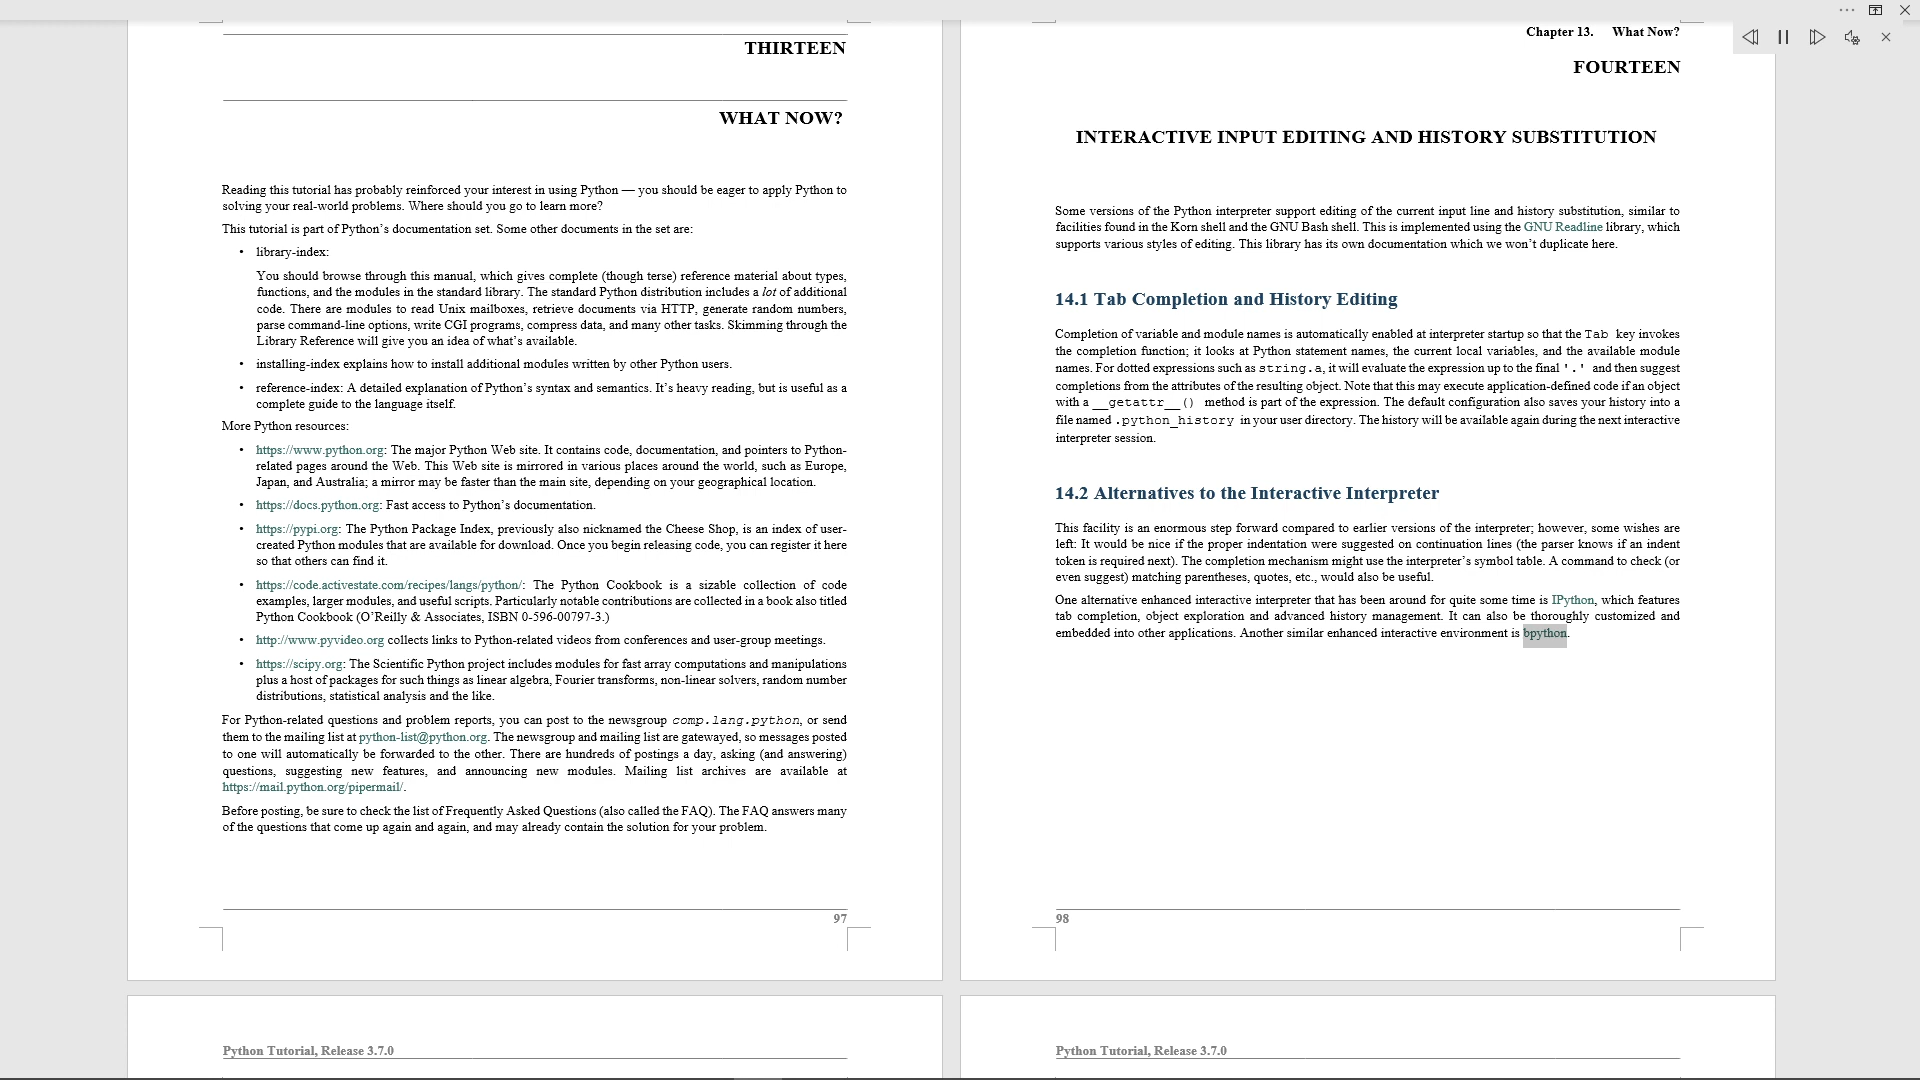 THIRTEEN
WHAT NOW?
Reading this tutorial has probably reinforced your interest in using Python — you should be eager to apply Python to
solving your real-world problems. Where should you go to learn more?
This tutorial is part of Python’s documentation set. Some other documents in the set are:
• library-index:
You should browse through this manual, which gives complete (though terse) reference material about types,
functions, and the modules in the standard library. The standard Python distribution includes a lot of additional
code. There are modules to read Unix mailboxes, retrieve documents via HTTP, generate random numbers,
parse command-line options, write CGI programs, compress data, and many other tasks. Skimming through the
Library Reference will give you an idea of what’s available.
• installing-index explains how to install additional modules written by other Python users.
• reference-index: A detailed explanation of Python’s syntax and semantics. It’s heavy reading, but is useful as a
complete guide to the language itself.
More Python resources:
• https://www.python.org: The major Python Web site. It contains code, documentation, and pointers to Python-
related pages around the Web. This Web site is mirrored in various places around the world, such as Europe,
Japan, and Australia; a mirror may be faster than the main site, depending on your geographical location.
• https://docs.python.org: Fast access to Python’s documentation.
• https://pypi.org: The Python Package Index, previously also nicknamed the Cheese Shop, is an index of user-
created Python modules that are available for download. Once you begin releasing code, you can register it here
so that others can find it.
• https://code.activestate.com/recipes/langs/python/: The Python Cookbook is a sizable collection of code
examples, larger modules, and useful scripts. Particularly notable contributions are collected in a book also titled
Python Cookbook (O’Reilly & Associates, ISBN 0-596-00797-3.)
• http://www.pyvideo.org collects links to Python-related videos from conferences and user-group meetings.
• https://scipy.org: The Scientific Python project includes modules for fast array computations and manipulations
plus a host of packages for such things as linear algebra, Fourier transforms, non-linear solvers, random number
distributions, statistical analysis and the like.
For Python-related questions and problem reports, you can post to the newsgroup comp.lang.python, or send
them to the mailing list at python-list@python.org. The newsgroup and mailing list are gatewayed, so messages posted
to one will automatically be forwarded to the other. There are hundreds of postings a day, asking (and answering)
questions, suggesting new features, and announcing new modules. Mailing list archives are available at
https://mail.python.org/pipermail/.
Before posting, be sure to check the list of Frequently Asked Questions (also called the FAQ). The FAQ answers many
of the questions that come up again and again, and may already contain the solution for your problem.
97
Chapter 13. What Now?
FOURTEEN
INTERACTIVE INPUT EDITING AND HISTORY SUBSTITUTION
Some versions of the Python interpreter support editing of the current input line and history substitution, similar to
facilities found in the Korn shell and the GNU Bash shell. This is implemented using the GNU Readline library, which
supports various styles of editing. This library has its own documentation which we won’t duplicate here.
14.1 Tab Completion and History Editing
Completion of variable and module names is automatically enabled at interpreter startup so that the Tab key invokes
the completion function; it looks at Python statement names, the current local variables, and the available module
names. For dotted expressions such as string.a, it will evaluate the expression up to the final '.' and then suggest
completions from the attributes of the resulting object. Note that this may execute application-defined code if an object
with a __getattr__() method is part of the expression. The default configuration also saves your history into a
file named .python_history in your user directory. The history will be available again during the next interactive
interpreter session.
14.2 Alternatives to the Interactive Interpreter
This facility is an enormous step forward compared to earlier versions of the interpreter; however, some wishes are
left: It would be nice if the proper indentation were suggested on continuation lines (the parser knows if an indent
token is required next). The completion mechanism might use the interpreter’s symbol table. A command to check (or
even suggest) matching parentheses, quotes, etc., would also be useful.
One alternative enhanced interactive interpreter that has been around for quite some time is IPython, which features
tab completion, object exploration and advanced history management. It can also be thoroughly customized and
embedded into other applications. Another similar enhanced interactive environment is bpython.
98
Python Tutorial, Release 3.7.0
Python Tutorial, Release 3.7.0